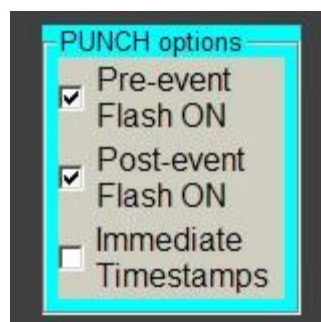 PUNCH options
Pre-event
Flash ON
Post-event
Flash ON
Immediate
Timestamps